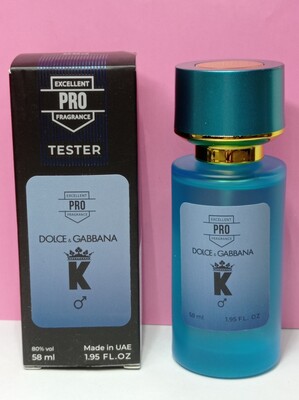 EXCELLENT
PRO
FRAGRANCE
TESTER
EXCELLENT
PRO
FRAGRANCE
DOLCE & GABBANA
K
80% vol
58 ml
Made in UAE
1.95 FL.OZ
EXCELLENT
PRO
FRAGRANCE
DOLCE & GABBANA
K
58 ml
1.95 FL.OZ